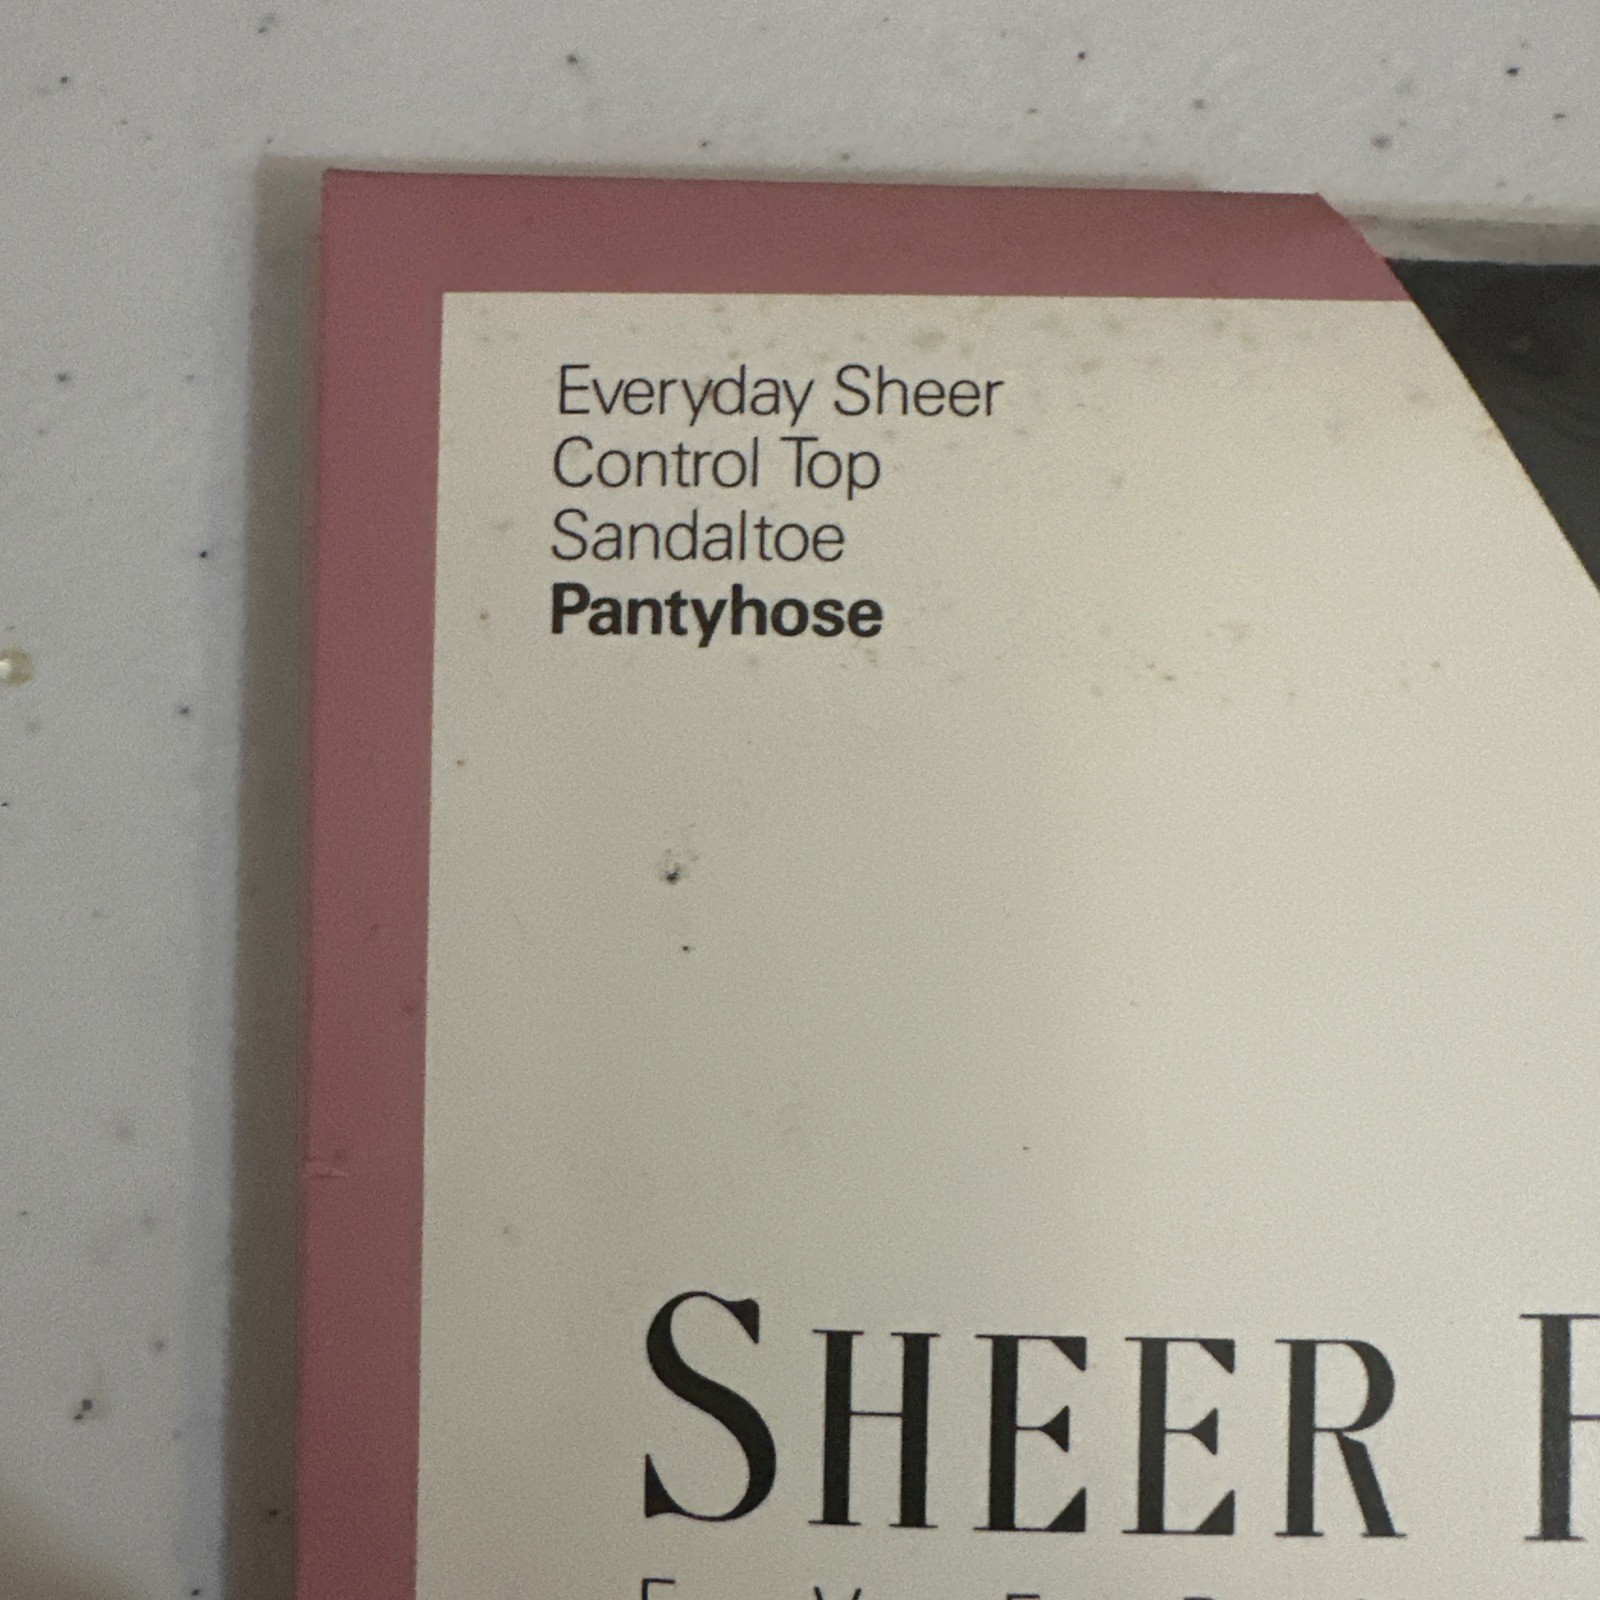 Everyday Sheer
Control Top
Sandaltoe
Pantyhose
SHEER